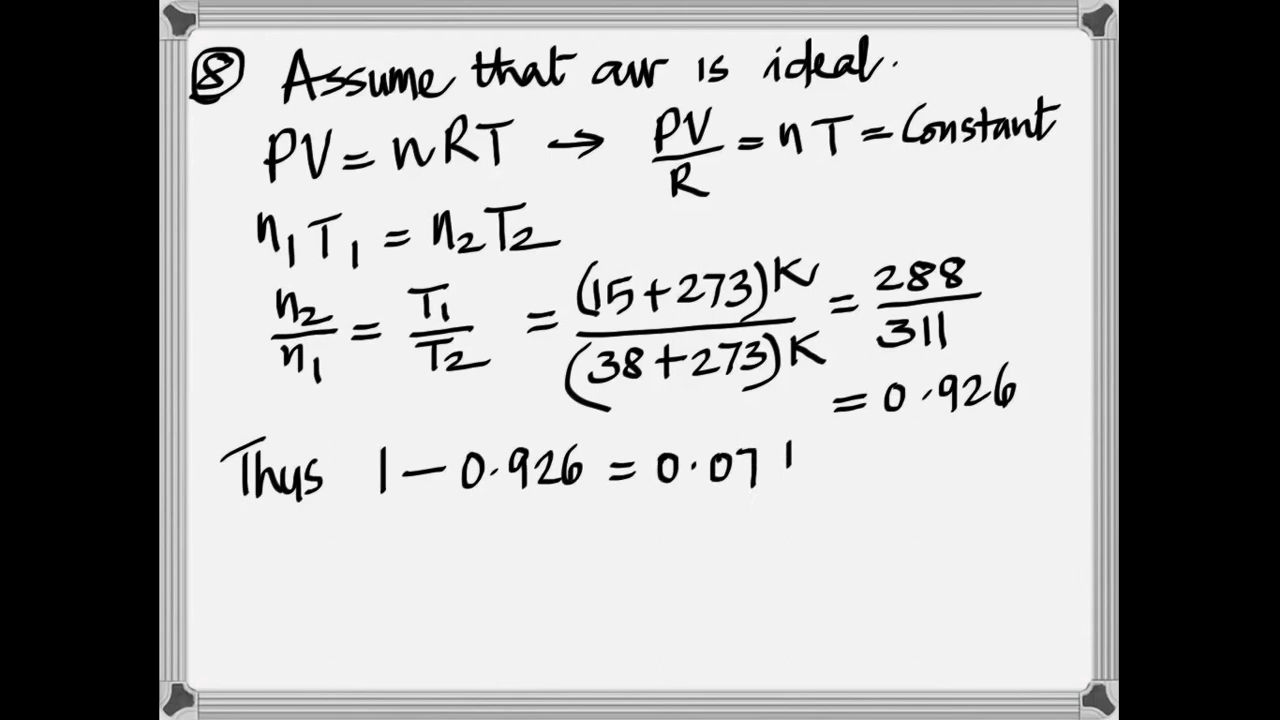 ⑧ Assume that air is ideal.
PV = nRT → PV/R = nT = Constant
n₁T₁ = n₂T₂
n₂/n₁ = T₁/T₂ = (15+273)K/(38+273)K = 288/311
= 0.926
Thus 1 – 0.926 = 0.07